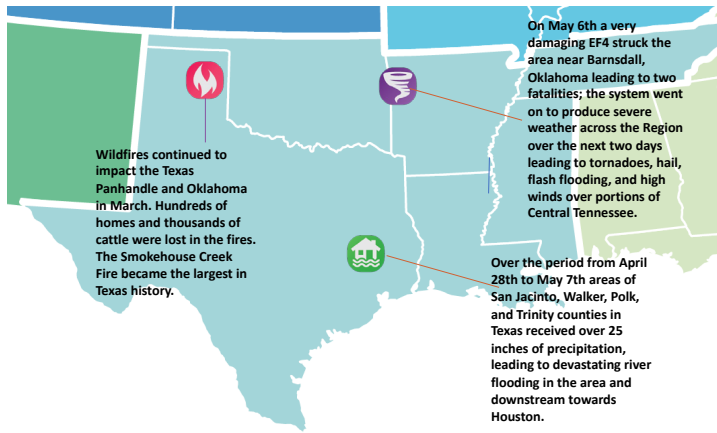 On May 6th a very
damaging EF4 struck the
area near Barnsdall,
Oklahoma leading to two
fatalities; the system went
on to produce severe
weather across the Region
over the next two days
leading to tornadoes, hail,
flash flooding, and high
winds over portions of
Central Tennessee.
Wildfires continued to
impact the Texas
Panhandle and Oklahoma
in March. Hundreds of
homes and thousands of
cattle were lost in the fires.
The Smokehouse Creek
Fire became the largest in
Texas history.
Over the period from April
28th to May 7th areas of
San Jacinto, Walker, Polk,
and Trinity counties in
Texas received over 25
inches of precipitation,
leading to devastating river
flooding in the area and
downstream towards
Houston.